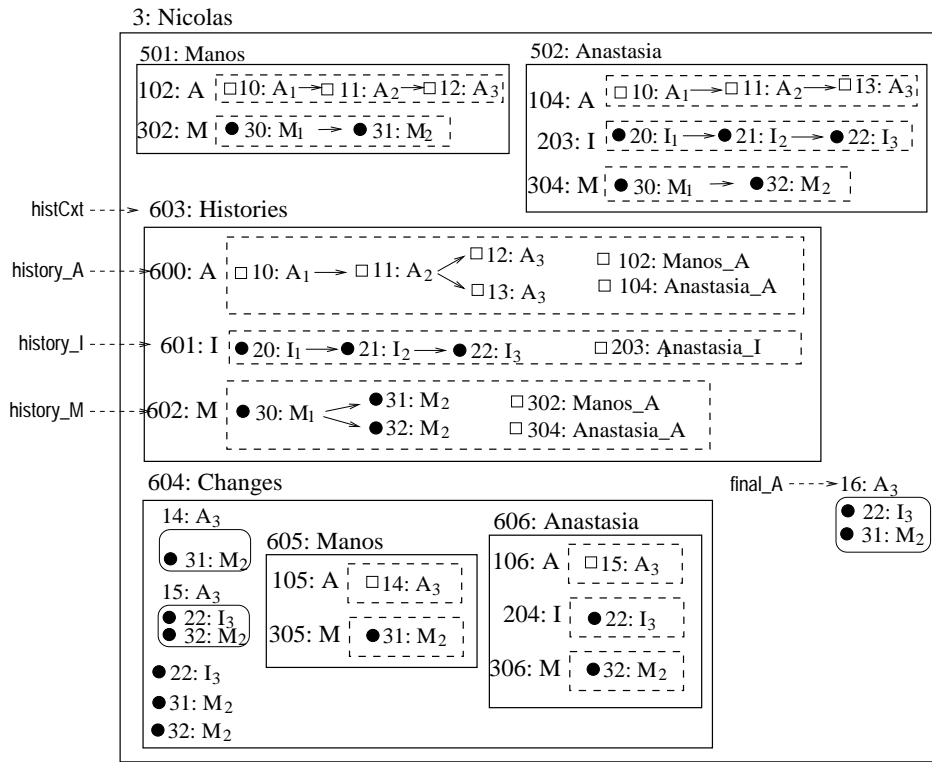 3: Nicolas
501: Manos
102: A 10: A1 11: A2 12: A3
302: M 30: M1 31: M2
502: Anastasia
104: A 10: A1 11: A2 13: A3
203: I 20: I1 21: I2 22: I3
304: M 30: M1 32: M2
histCxt 603: Histories
history_A 600: A 10: A1 11: A2 12: A3 13: A3 102: Manos_A
104: Anastasia_A
history_I 601: I 20: I1 21: I2 22: I3 203: Anastasia_I
history_M 602: M 30: M1 31: M2 32: M2 302: Manos_A
304: Anastasia_A
604: Changes
14: A3
31: M2
15: A3
22: I3
32: M2
22: I3
31: M2
32: M2
605: Manos
105: A 14: A3
305: M 31: M2
606: Anastasia
106: A 15: A3
204: I 22: I3
306: M 32: M2
final_A 16: A3
22: I3
31: M2